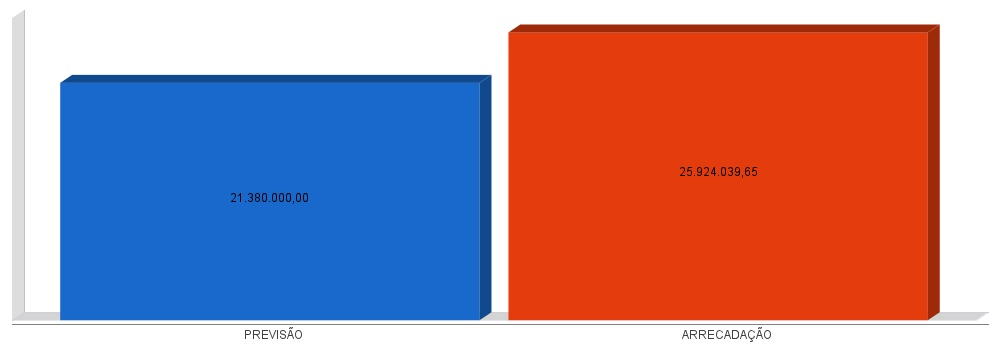 25.924.039,65
21.380.000,00
PREVISÃO
ARRECADAÇÃO